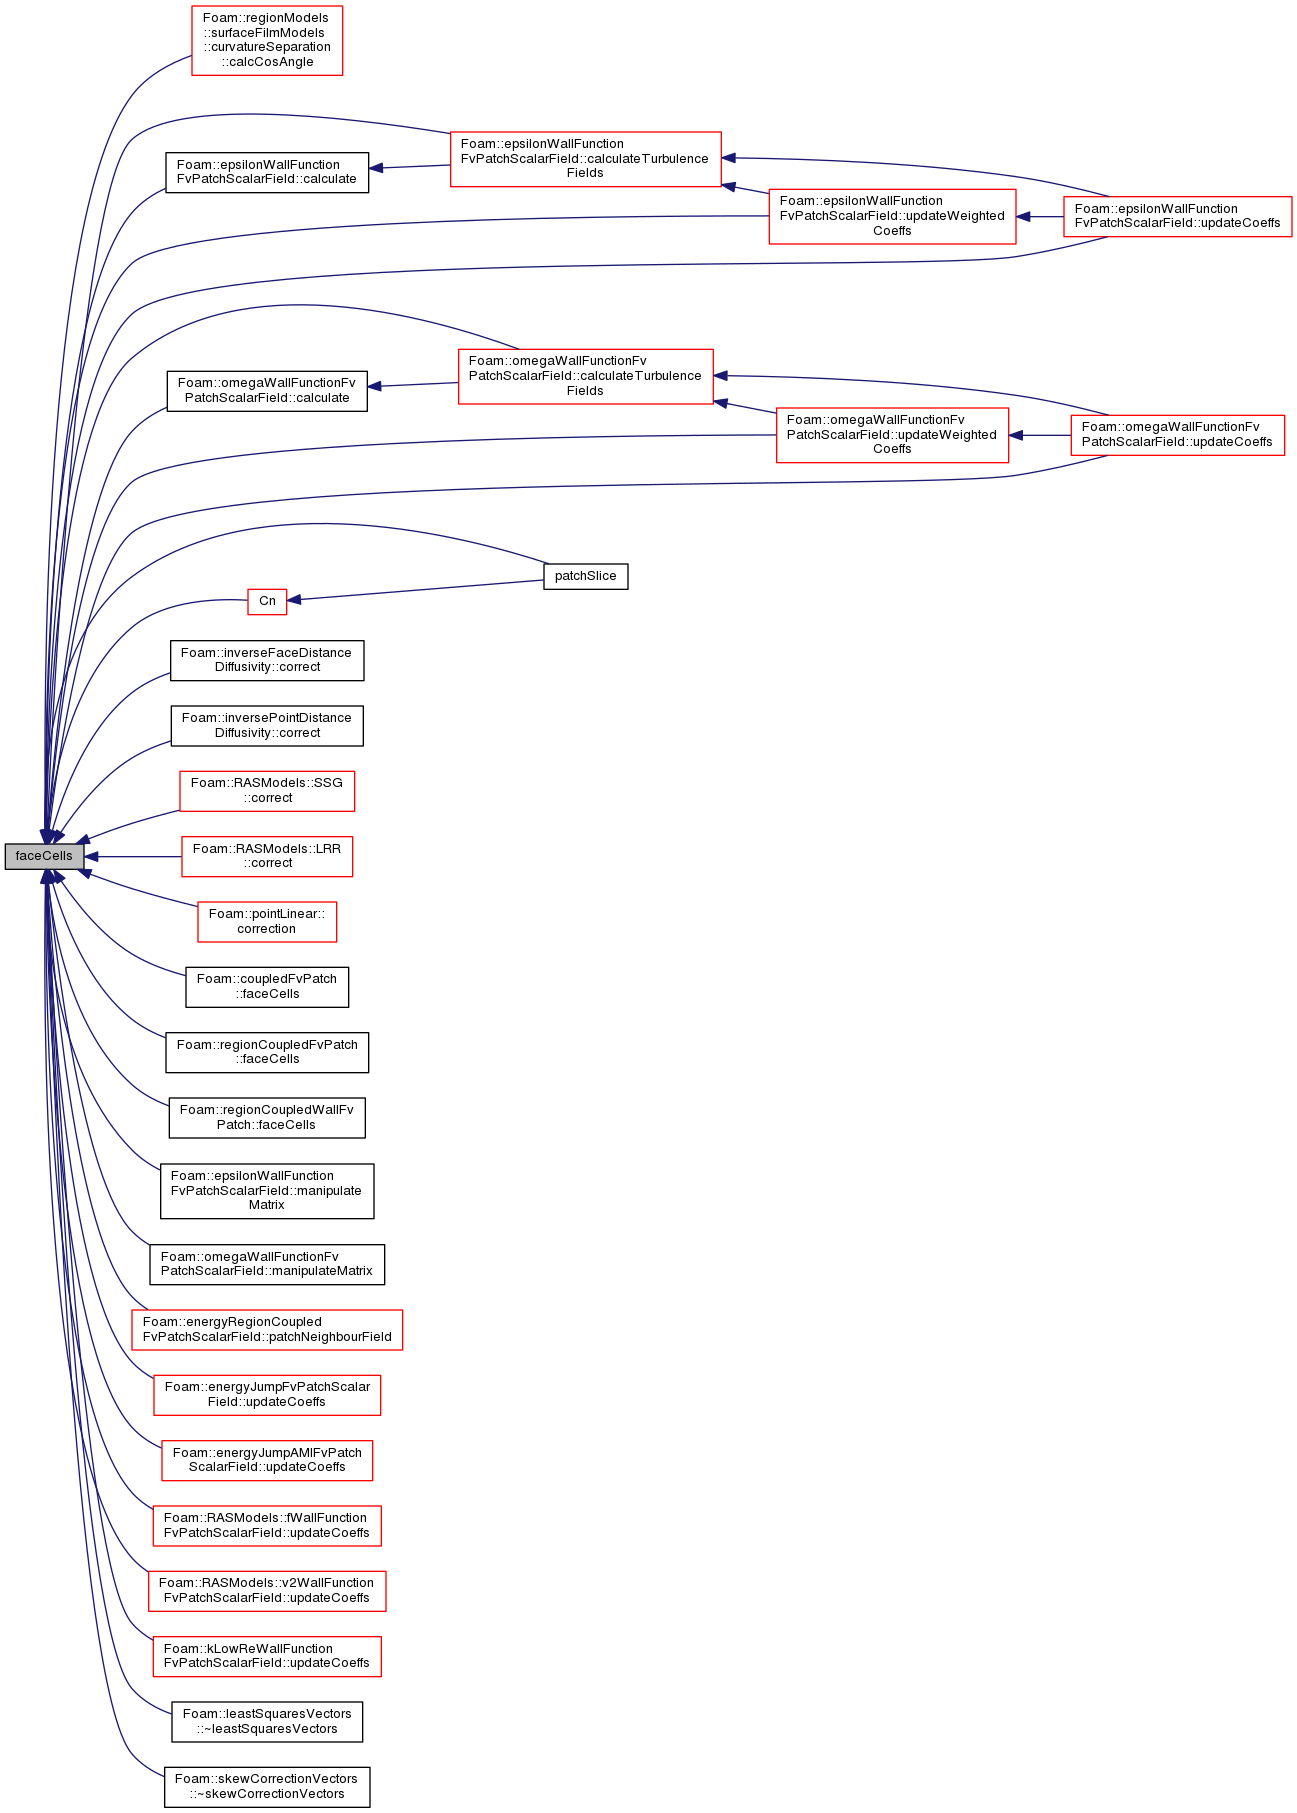 Foam::regionModels
::surfaceFilmModels
::curvatureSeparation
::calcCosAngle
Foam::epsilonWallFunction
FvPatchScalarField::calculateTurbulence
Fields
Foam::epsilonWallFunction
FvPatchScalarField::calculate
Foam::epsilonWallFunction
FvPatchScalarField::updateWeighted
Coeffs
Foam::epsilonWallFunction
FvPatchScalarField::updateCoeffs
Foam::omegaWallFunctionFv
PatchScalarField::calculateTurbulence
Fields
Foam::omegaWallFunctionFv
PatchScalarField::calculate
Foam::omegaWallFunctionFv
PatchScalarField::updateWeighted
Coeffs
Foam::omegaWallFunctionFv
PatchScalarField::updateCoeffs
patchSlice
Cn
Foam::inverseFaceDistance
Diffusivity::correct
Foam::inversePointDistance
Diffusivity::correct
Foam::RASModels::SSG
::correct
faceCells
Foam::RASModels::LRR
::correct
Foam::pointLinear::
correction
Foam::coupledFvPatch
::faceCells
Foam::regionCoupledFvPatch
::faceCells
Foam::regionCoupledWallFv
Patch::faceCells
Foam::epsilonWallFunction
FvPatchScalarField::manipulate
Matrix
Foam::omegaWallFunctionFv
PatchScalarField::manipulateMatrix
Foam::energyRegionCoupled
FvPatchScalarField::patchNeighbourField
Foam::energyJumpFvPatchScalar
Field::updateCoeffs
Foam::energyJumpAMIFvPatch
ScalarField::updateCoeffs
Foam::RASModels::fWallFunction
FvPatchScalarField::updateCoeffs
Foam::RASModels::v2WallFunction
FvPatchScalarField::updateCoeffs
Foam::kLowReWallFunction
FvPatchScalarField::updateCoeffs
Foam::leastSquaresVectors
::~leastSquaresVectors
Foam::skewCorrectionVectors
::~skewCorrectionVectors